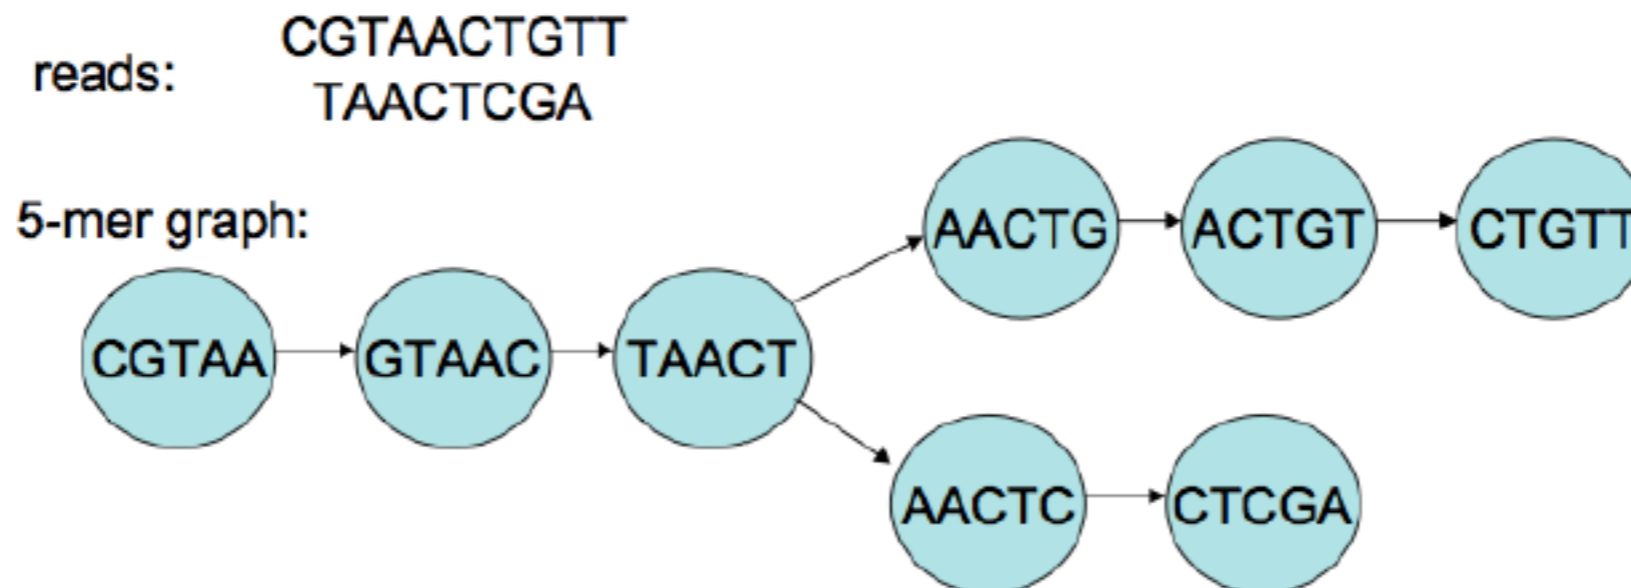 reads:
CGTAACTGTT
TAACTCGA
5-mer graph:
AACTG
ACTGT
CTGTT
CGTAA
GTAAC
TAACT
AACTC
CTCGA